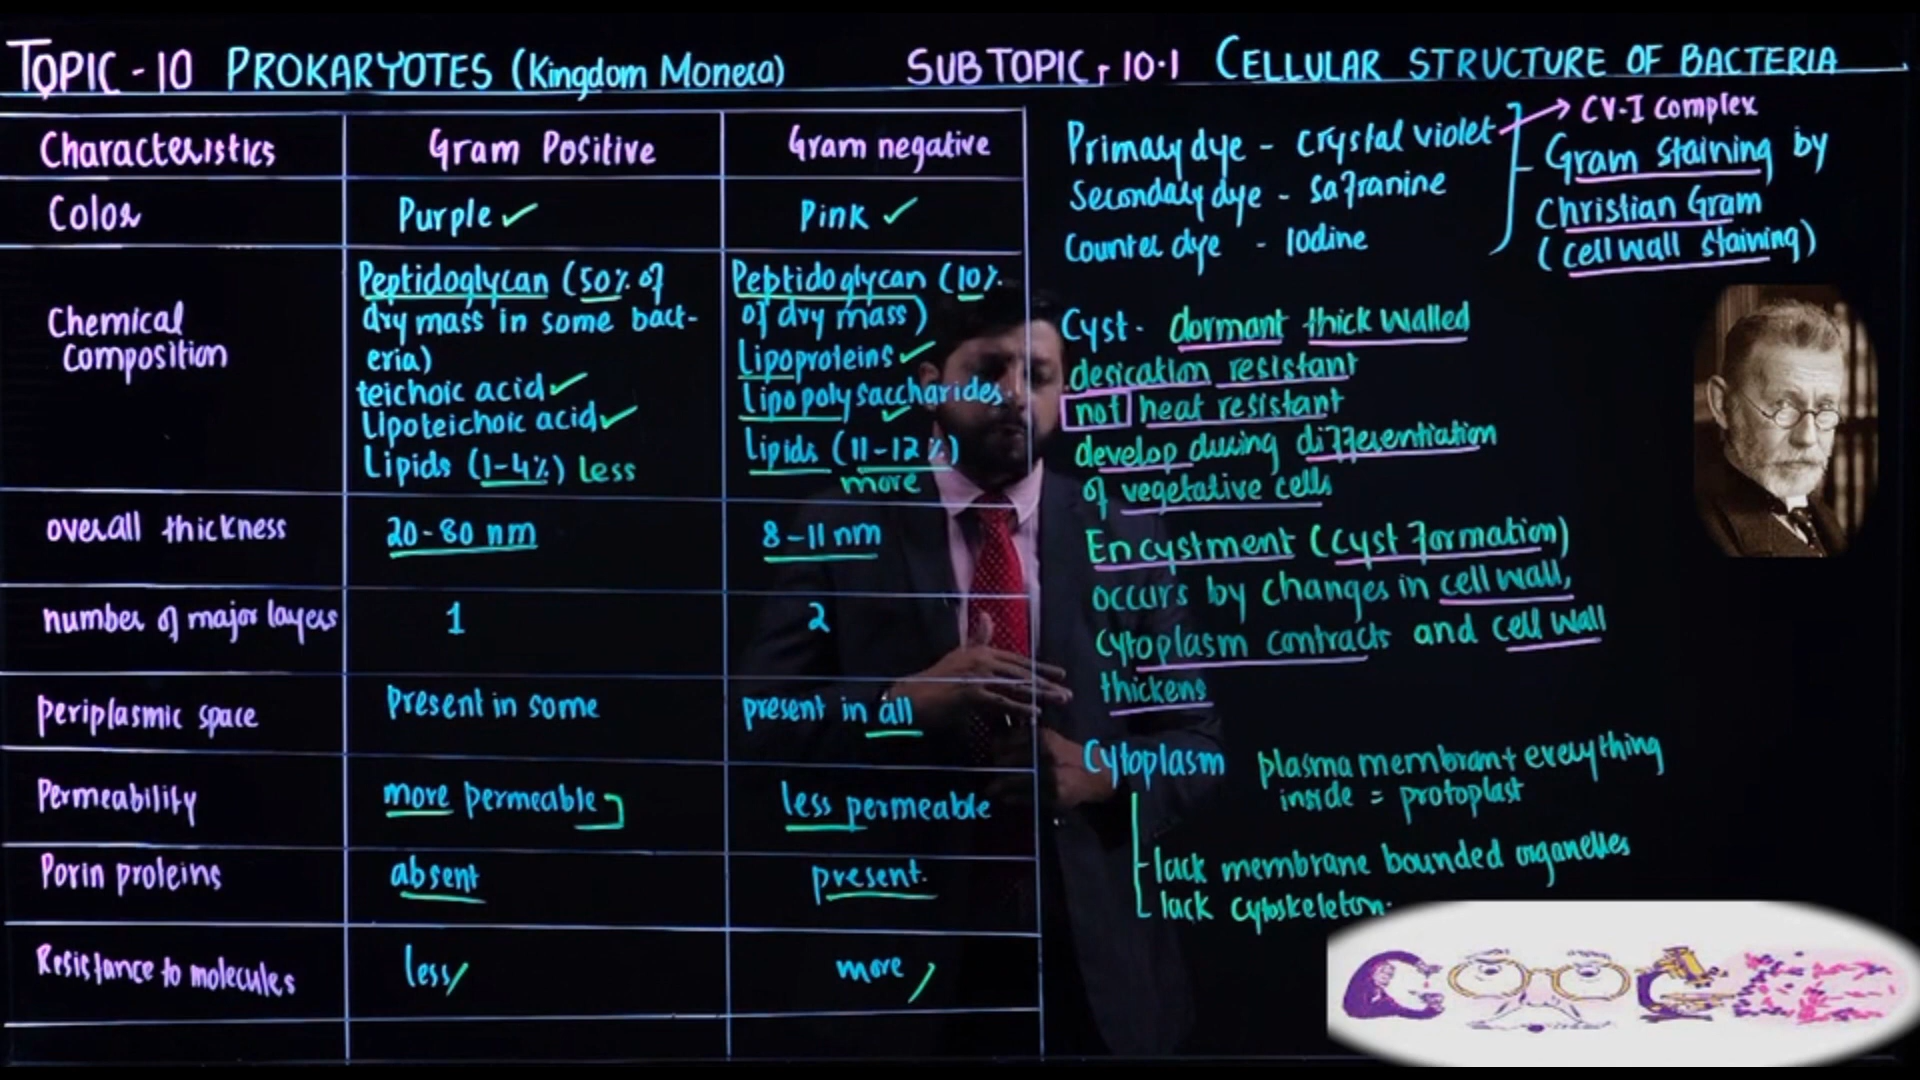 TOPIC - 10 PROKARYOTES (Kingdom Monera) SUBTOPIC - 10.1 CELLULAR STRUCTURE OF BACTERIA
Characteristics Gram Positive Gram negative
Color Purple ✓ Pink ✓
Chemical composition
Peptidoglycan (50% of
dry mass in some bact-
eria)
teichoic acid ✓
Lipoteichoic acid ✓
Lipids (1-4%) less
Peptidoglycan (10%
of dry mass)
Lipoproteins ✓
Lipopolysaccharides ✓
Lipids (11-12%)
more
overall thickness 20-80 nm 8-11 nm
number of major layers 1 2
periplasmic space Present in some present in all
Permeability more permeable less permeable
Porin proteins absent present.
Resistance to molecules less more
Primary dye - Crystal violet → CV-I complex
Secondary dye - Safranine
Counter dye - Iodine
Gram Staining by
Christian Gram
(cell wall staining)
Cyst - dormant thick walled
desication resistant
not heat resistant
develop during differentiation
of vegetative cells
Encystment (cyst formation)
occurs by changes in cell wall,
cytoplasm contracts and cell wall
thickens
Cytoplasm plasma membran + everything
inside = protoplast
lack membrane bounded organelles
lack cytoskeleton.